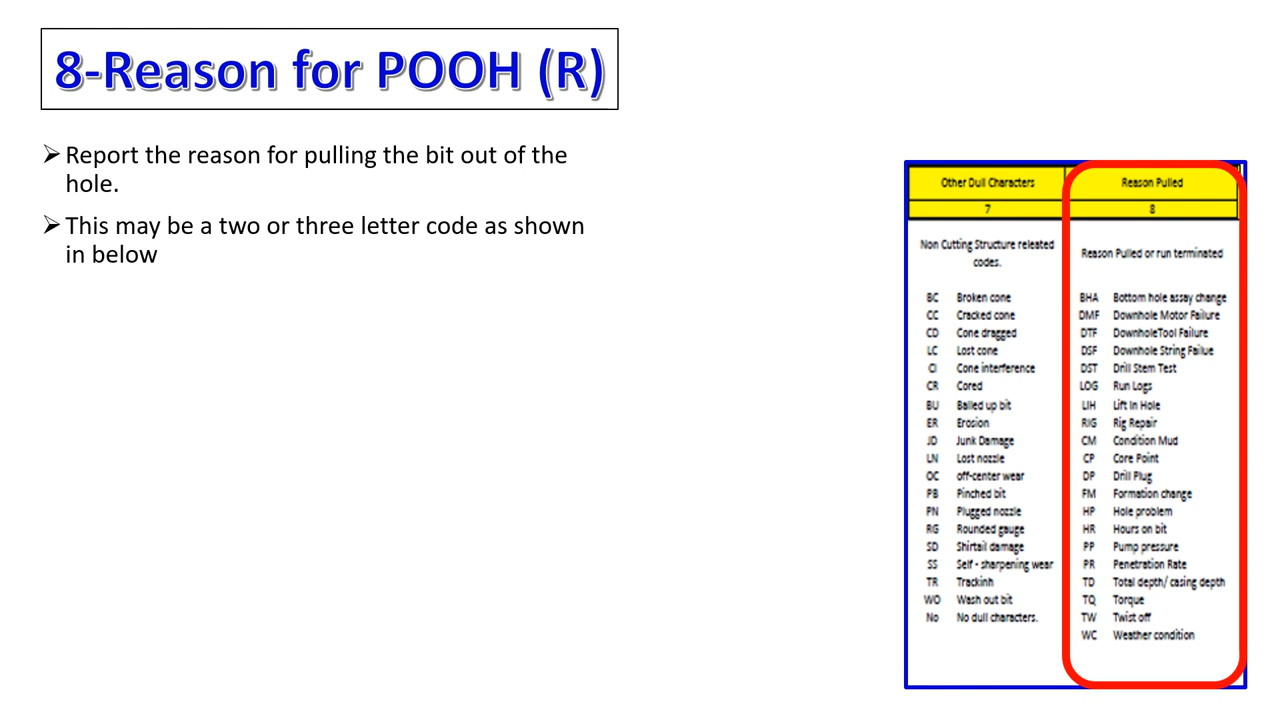 8-Reason for POOH (R)
➢ Report the reason for pulling the bit out of the
hole.
➢ This may be a two or three letter code as shown
in below
Other Dull Characters Reason Pulled
7 8
Non Cutting Structure releated
codes.
Reason Pulled or run terminated
BC Broken cone BHA Bottom hole assay change
CC Cracked cone DMF Downhole Motor Failure
CD Cone dragged DTF DownholeTool Failure
LC Lost cone DSF Downhole String Failue
CI Cone interference DST Drill Stem Test
CR Cored LOG Run Logs
BU Balled up bit LIH Lift In Hole
ER Erosion RIG Rig Repair
JD Junk Damage CM Condition Mud
LN Lost nozzle CP Core Point
OC off-center wear DP Drill Plug
PB Pinched bit FM Formation change
PN Plugged nozzle HP Hole problem
RG Rounded gauge HR Hours on bit
SD Shirtail damage PP Pump pressure
SS Self - sharpening wear PR Penetration Rate
TR Trackinh TD Total depth/ casing depth
WO Wash out bit TQ Torque
No No dull characters. TW Twist off
WC Weather condition